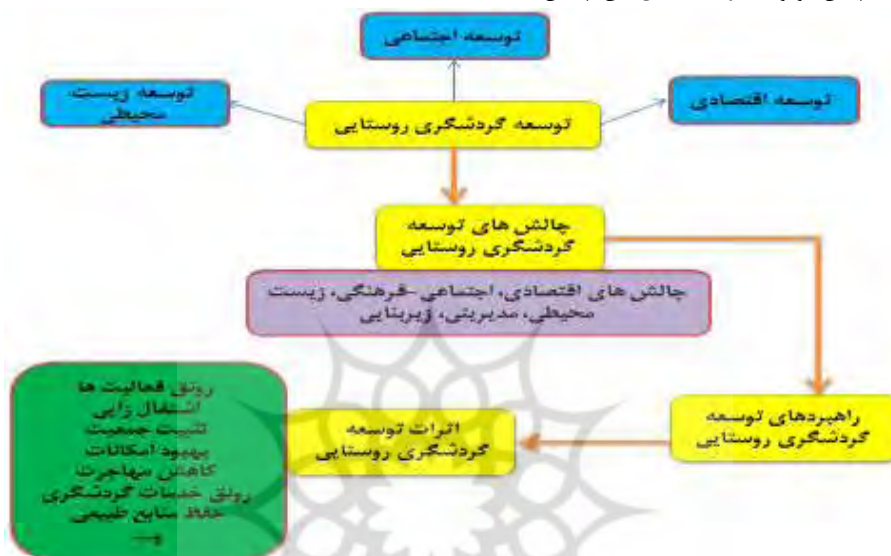 توسعه اجتماعی
توسعه اقتصادی
توسعه زیست
محیطی
توسعه گردشگری روستایی
چالش های توسعه
گردشگری روستایی
چالش های اقتصادی، اجتماعی -فرهنگی، زیست
محیطی، مدیریتی، زیربنایی
راهبردهای توسعه
گردشگری روستایی
اثرات توسعه
گردشگری روستایی
رونق فعالیت ها
اشتغال زایی
تثبیت جمعیت
بهبود امکانات
کاهش مهاجرت
رونق خدمات گردشگری
حفظ منابع طبیعی